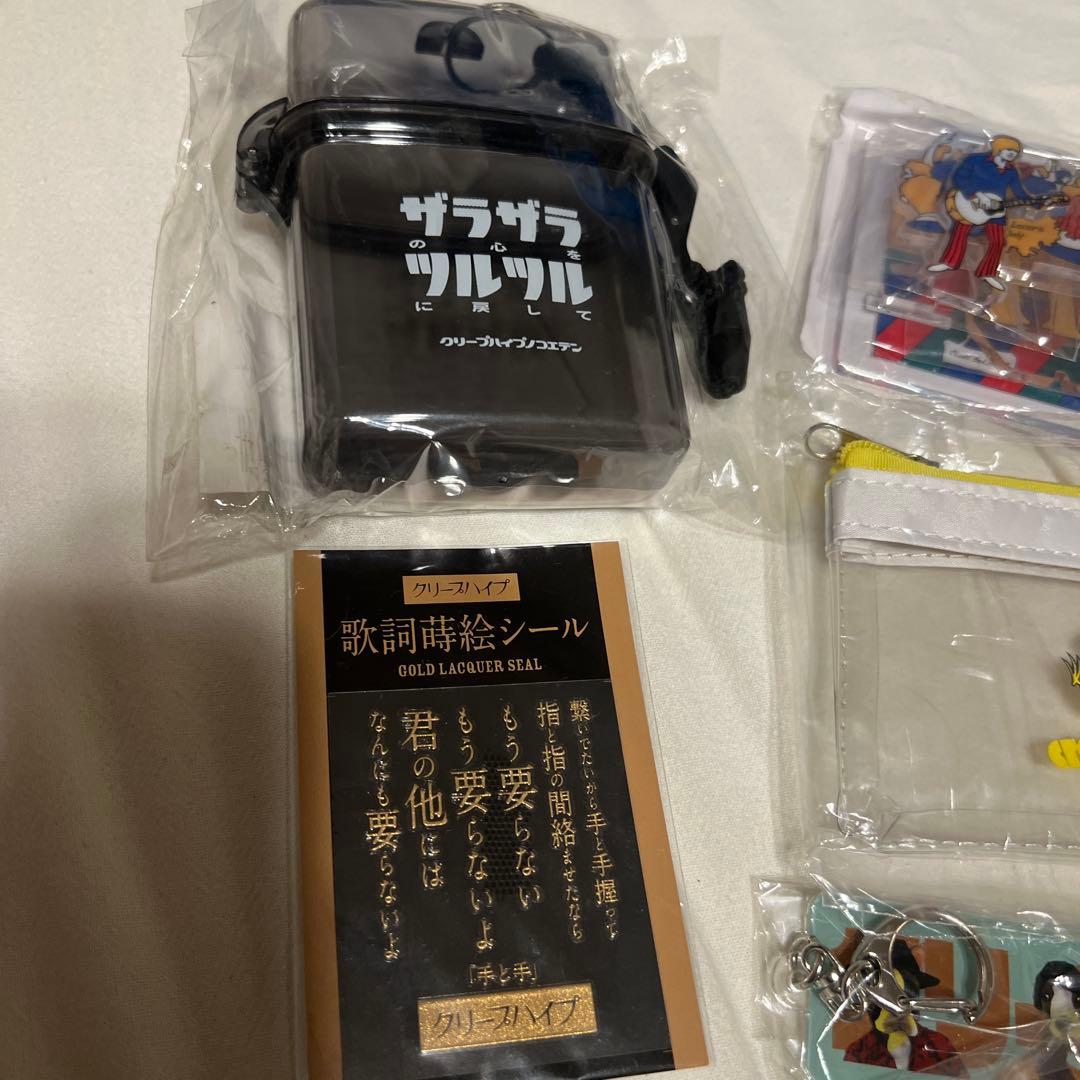 ザラザラ
の心を
ツルツル
に戻して
クリープハイプノコエテン
クリープハイプ
歌詞蒔絵シール
GOLD LACQUER SEAL
繋いでたいから手と手握って
指と指の間絡ませたなら
もう要らない
もう要らないよ
君の他には
なんにも要らないよ
「手と手」
クリープハイプ